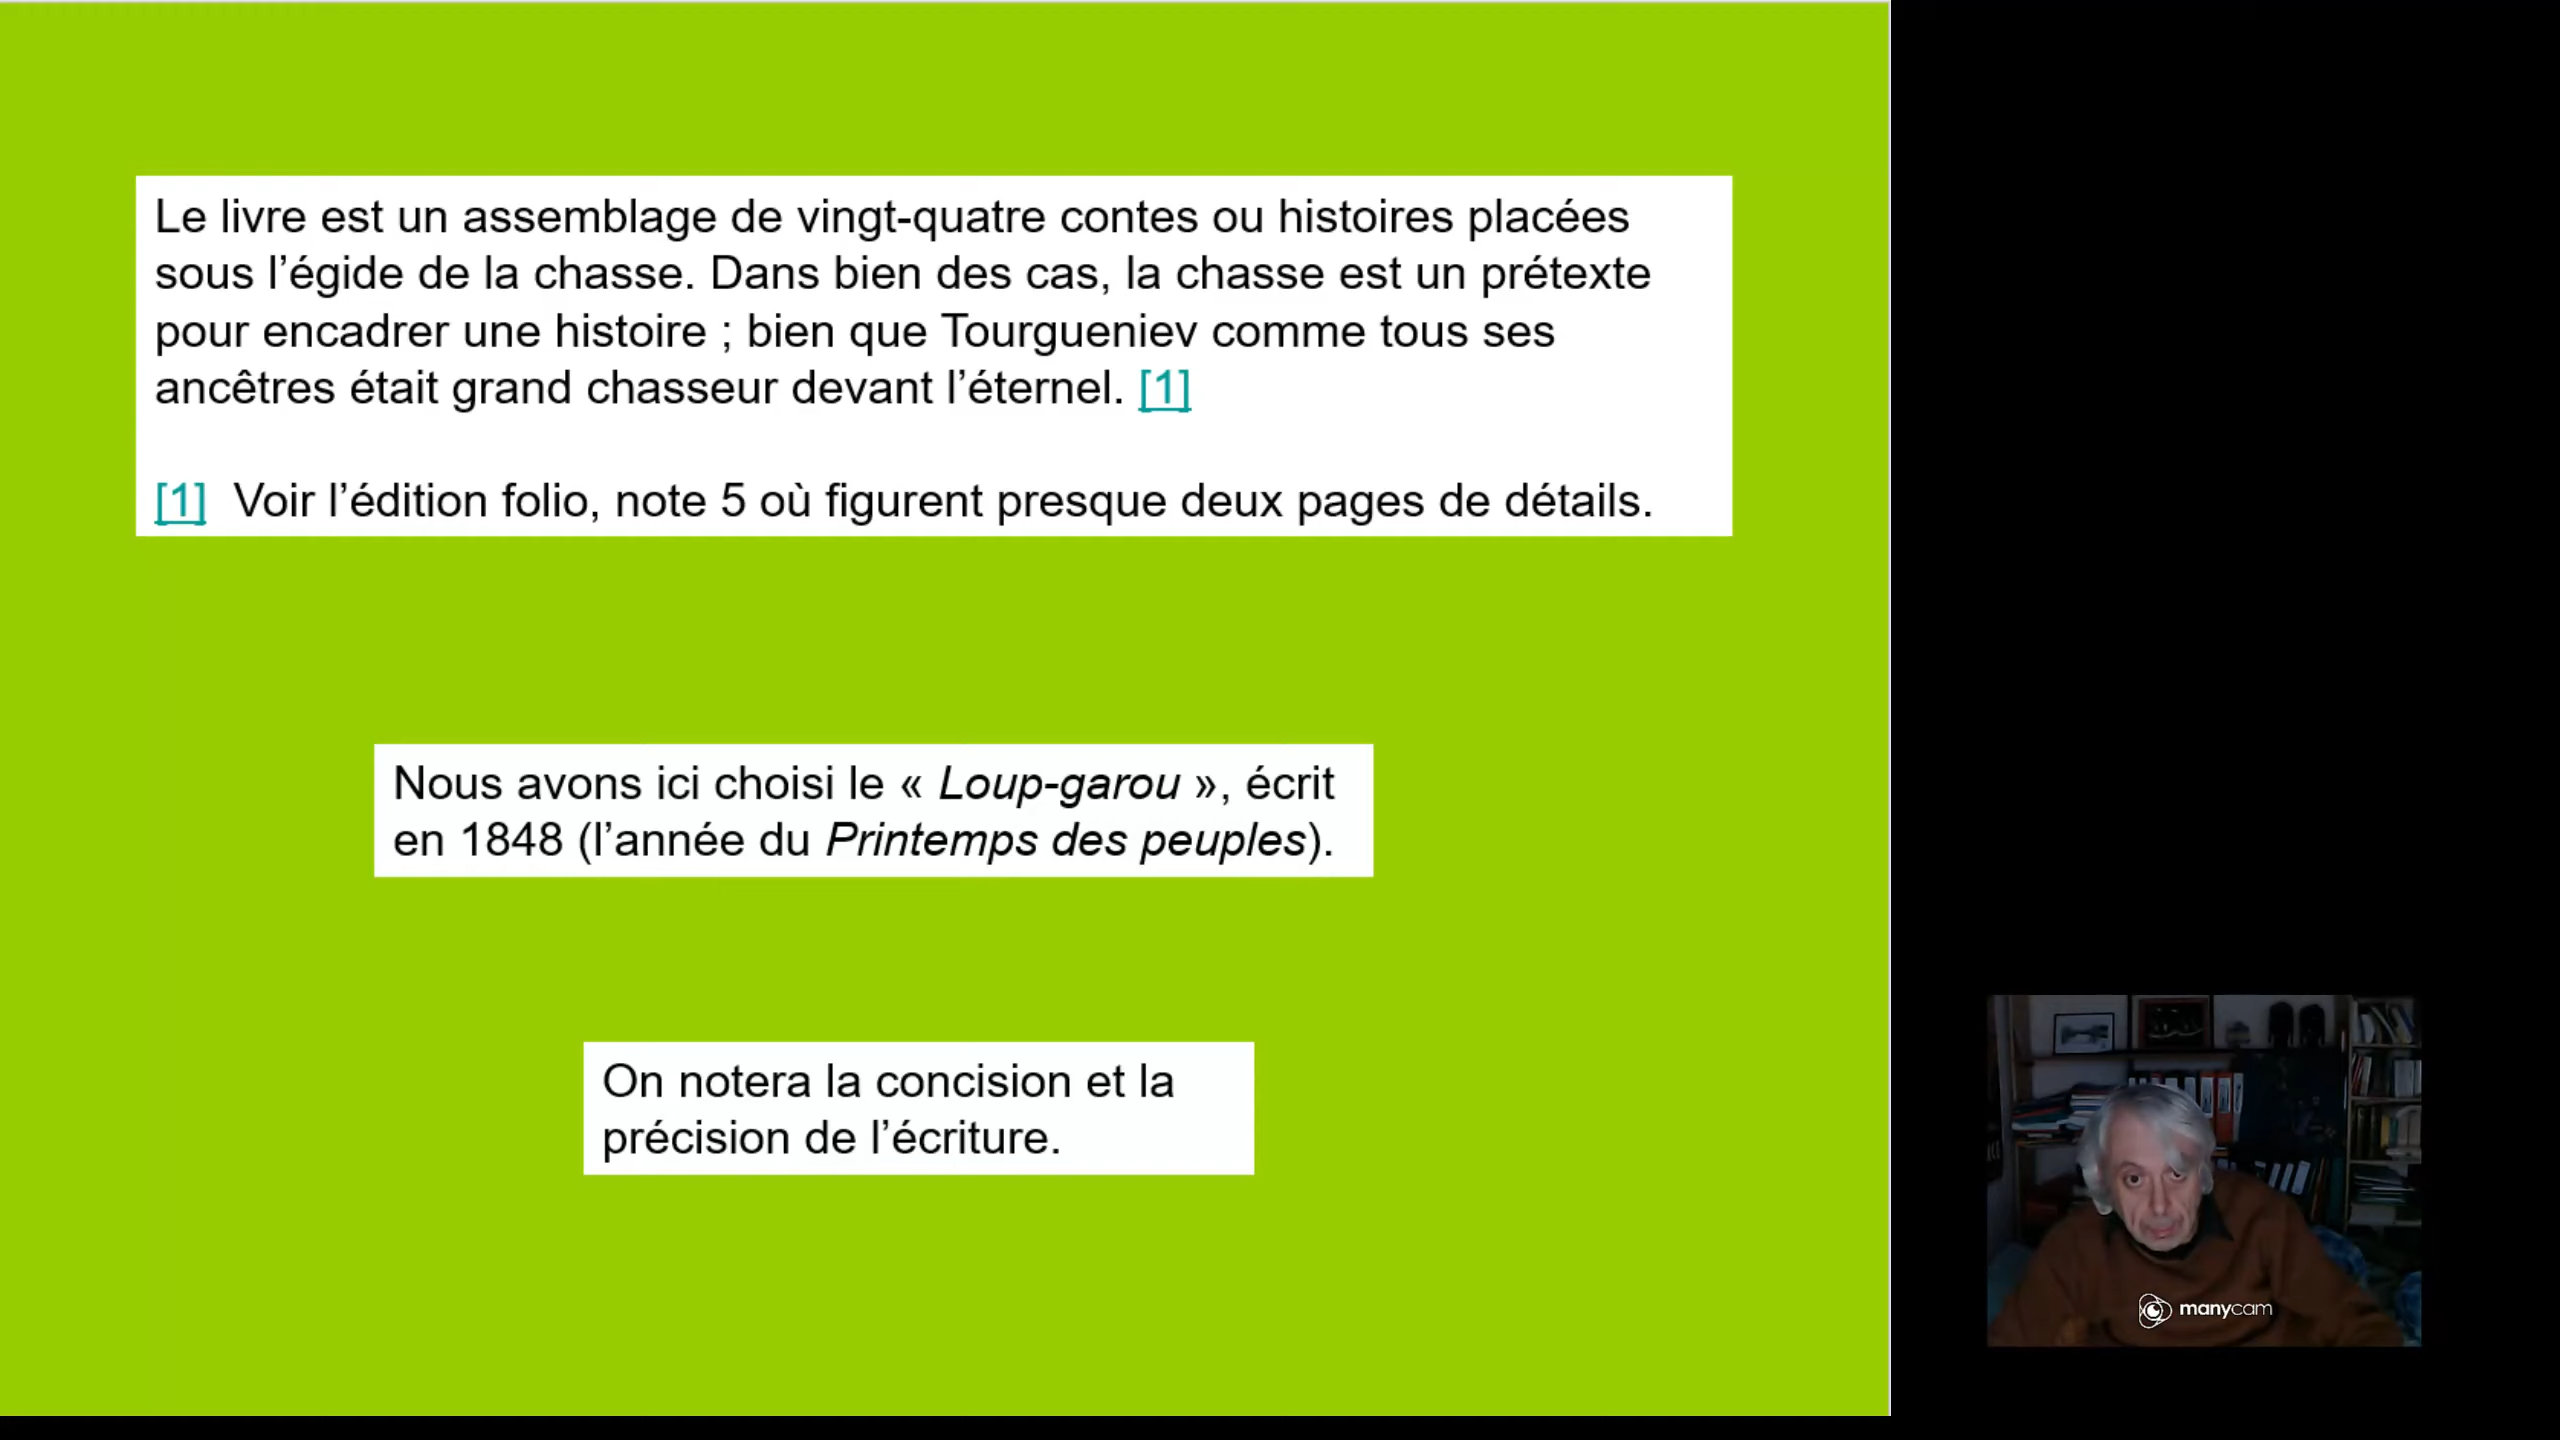 Le livre est un assemblage de vingt-quatre contes ou histoires placées
sous l’égide de la chasse. Dans bien des cas, la chasse est un prétexte
pour encadrer une histoire ; bien que Tourgueniev comme tous ses
ancêtres était grand chasseur devant l’éternel. [1]
[1] Voir l’édition folio, note 5 où figurent presque deux pages de détails.
Nous avons ici choisi le « Loup-garou », écrit
en 1848 (l’année du Printemps des peuples).
On notera la concision et la
précision de l’écriture.
manycam